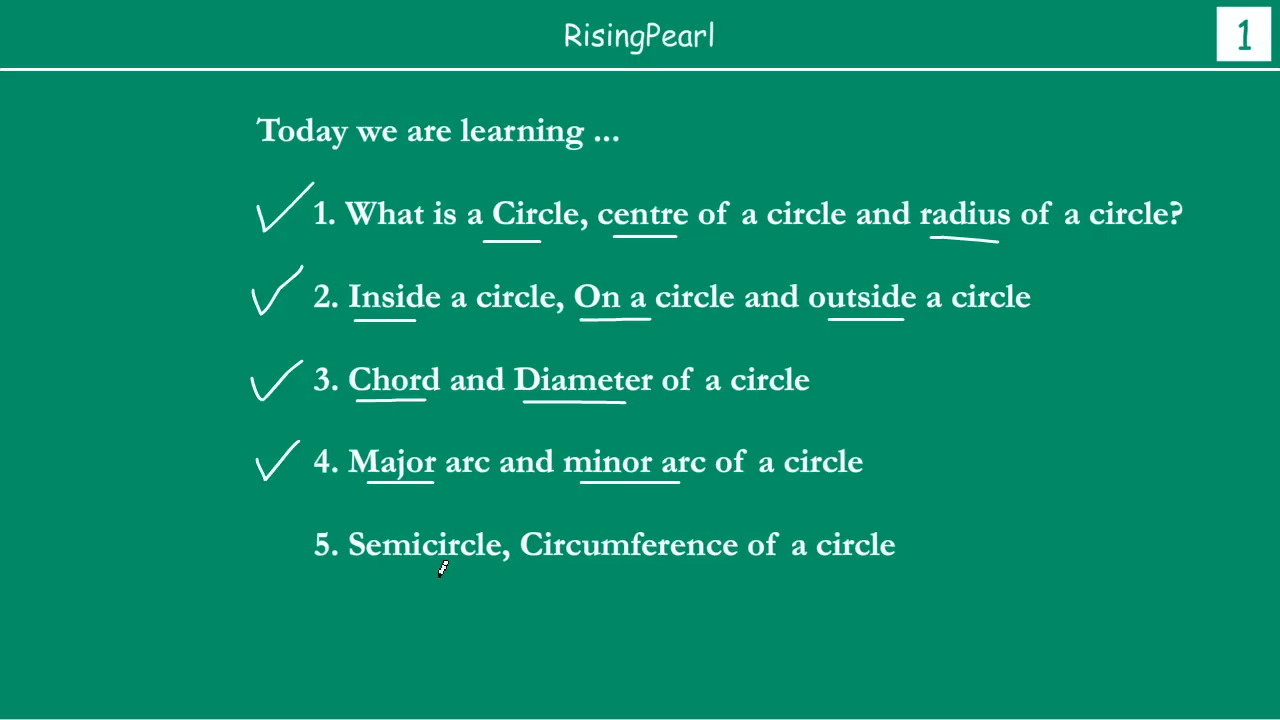 RisingPearl
1
Today we are learning ...
1. What is a Circle, centre of a circle and radius of a circle?
2. Inside a circle, On a circle and outside a circle
3. Chord and Diameter of a circle
4. Major arc and minor arc of a circle
5. Semicircle, Circumference of a circle